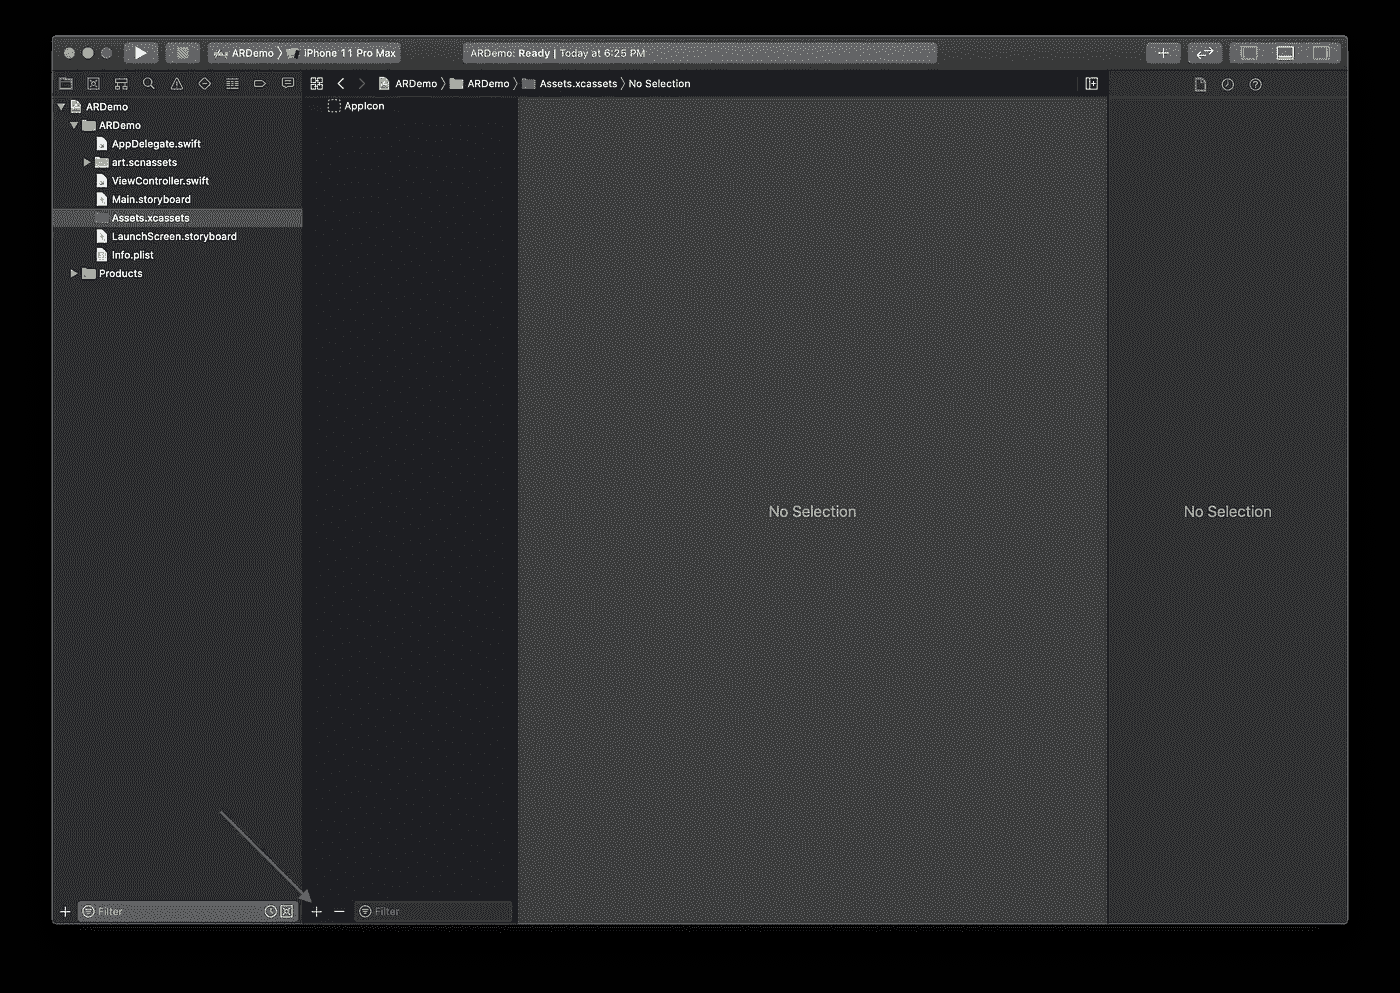 ARDemo iPhone 11 Pro Max
ARDemo: Ready | Today at 6:25 PM
ARDemo ARDemo Assets.xcassets No Selection
ARDemo
ARDemo
AppDelegate.swift
art.scnassets
ViewController.swift
Main.storyboard
Assets.xcassets
LaunchScreen.storyboard
Info.plist
Products
AppIcon
No Selection
No Selection
Filter
Filter